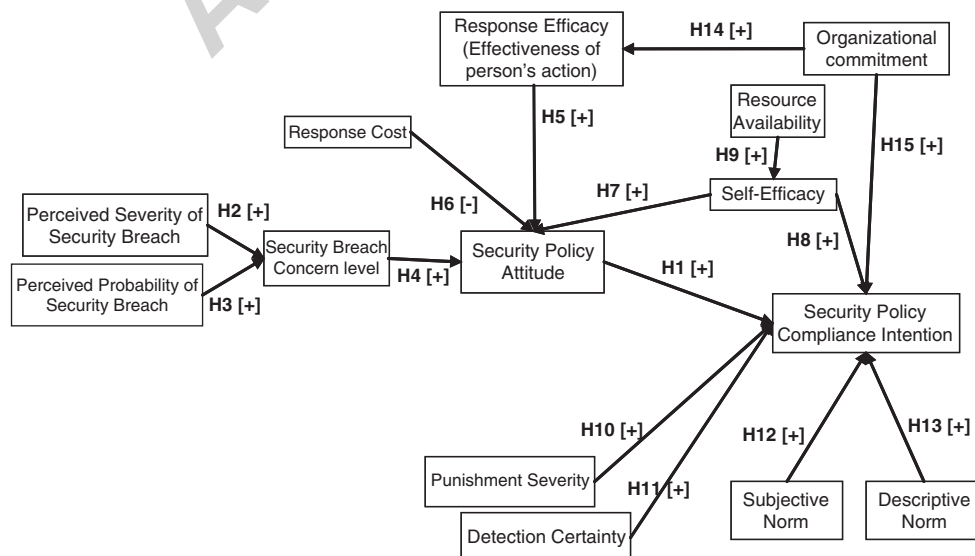 Response Efficacy
(Effectiveness of
person's action)
H14 [+]
Organizational
commitment
Resource
Availability
H5 [+]
Response Cost
H15 [+]
H9 [+]
H7 [+]
Self-Efficacy
H6 [-]
Perceived Severity of
Security Breach
H2 [+]
Security Breach
Concern level
H4 [+]
Security Policy
Attitude
H8 [+]
H1 [+]
Perceived Probability of
Security Breach
H3 [+]
Security Policy
Compliance Intention
H10 [+]
H12 [+]
H13 [+]
Punishment Severity
H11 [+]
Subjective
Norm
Descriptive
Norm
Detection Certainty